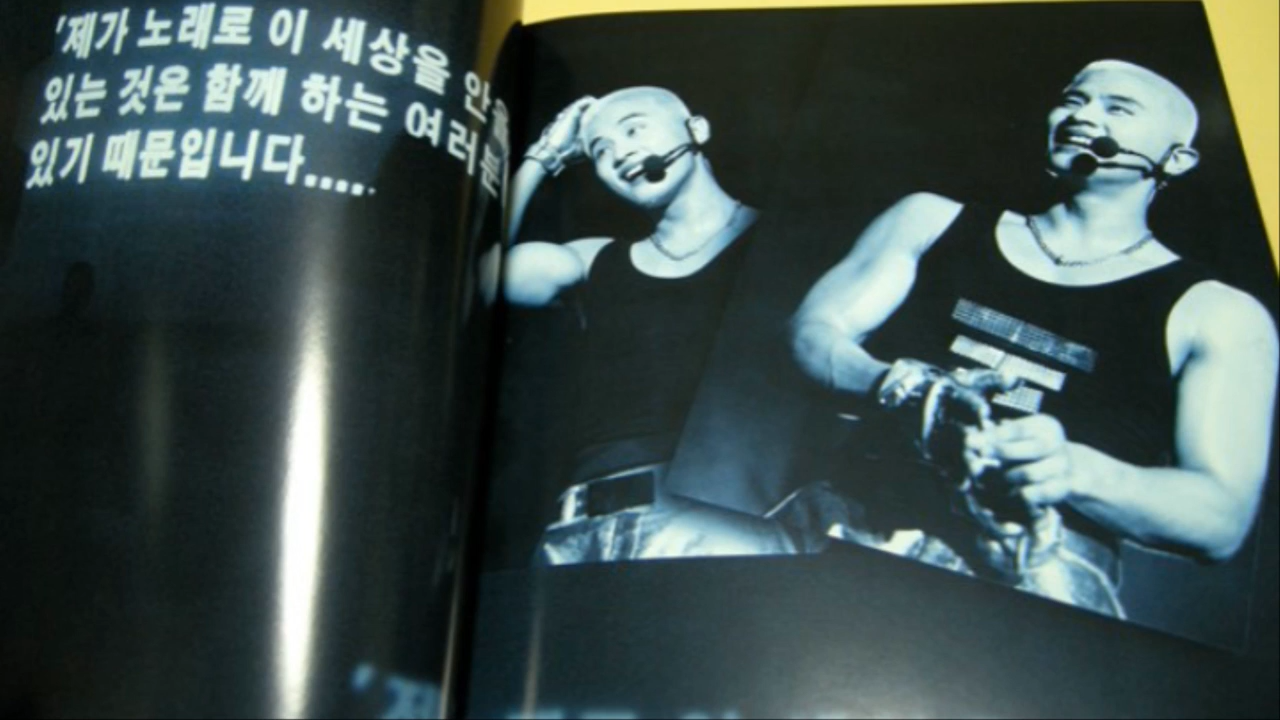 '제가 노래로 이 세상을 안을
있는 것은 함께 하는 여러분
있기 때문입니다.....